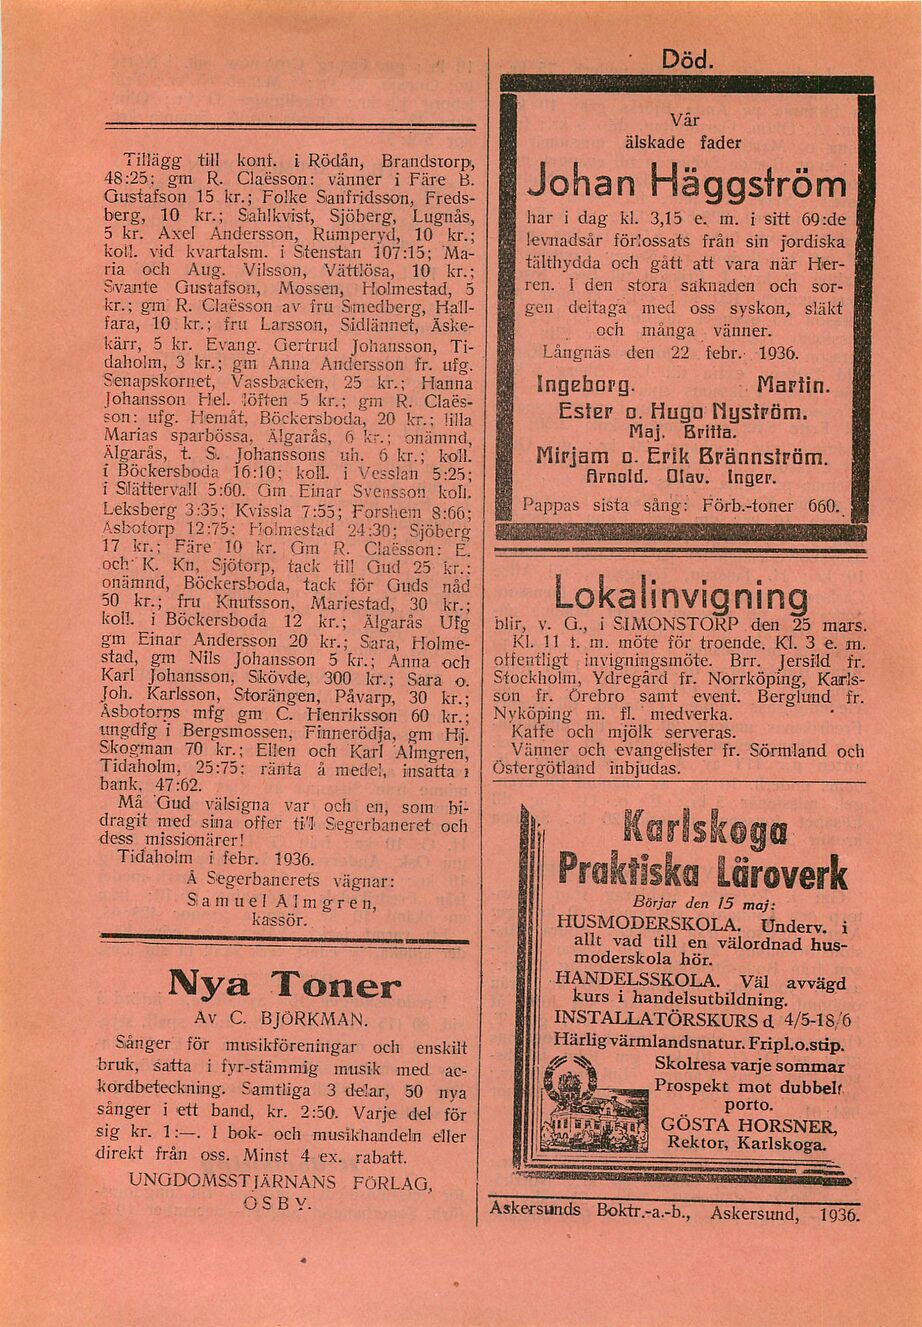 Tillägg till konf. i Rödån, Brandstorp,
48:25; gm R. Claësson: vänner i Färe B.
Gustafson 15 kr.; Folke Sanfridsson, Freds-
berg, 10 kr.; Sahlkvist, Sjöberg, Lugnås,
5 kr. Axel Andersson, Rumperyd, 10 kr.;
koll. vid kvartalsm. i Stenstan 107:15; Ma-
ria och Aug. Vilsson, Vättlösa, 10 kr.;
Svante Gustafson, Mossen, Holmestad, 5
kr.; gm R. Claësson av fru Smedberg, Hall-
fara, 10 kr.; fru Larsson, Sidlännet, Äske-
kärr, 5 kr. Evang. Gertrud Johansson, Ti-
daholm, 3 kr.; gm Anna Andersson fr. ufg.
Senapskornet, Vassbacken, 25 kr.; Hanna
Johansson Hel. löften 5 kr.; gm R. Claës-
son: ufg. Hemåt, Böckersboda, 20 kr.; lilla
Marias sparbössa, Älgarås, 6 kr.; onämnd,
Älgarås, t. S. Johanssons uh. 6 kr.; koll.
i Böckersboda 16:10; koll. i Vesslan 5:25;
i Slättervall 5:60. Gm Einar Svensson koll.
Leksberg 3:35; Kvissla 7:55; Forshem 8:66;
Asbotorp 12:75; Holmestad 24:30; Sjöberg
17 kr.; Färe 10 kr. Gm R. Claësson: E.
och K. Kn, Sjötorp, tack till Gud 25 kr.;
onämnd, Böckersboda, tack för Guds nåd
50 kr.; fru Knutsson, Mariestad, 30 kr.;
koll. i Böckersboda 12 kr.; Älgarås Ufg
gm Einar Andersson 20 kr.; Sara, Holme-
stad, gm Nils Johansson 5 kr.; Anna och
Karl Johansson, Skövde, 300 kr.; Sara o.
Joh. Karlsson, Storängen, Påvarp, 30 kr.;
Åsbotorps mfg gm C. Henriksson 60 kr.;
ungdfg i Bergsmossen, Finnerödja, gm Hj.
Skogman 70 kr.; Ellen och Karl Almgren,
Tidaholm, 25:75; ränta å medel, insatta i
bank, 47:62.
Må Gud välsigna var och en, som bi-
dragit med sina offer till Segerbaneret och
dess missionärer!
Tidaholm i febr. 1936.
Å Segerbanerets vägnar:
Samuel Almgren,
kassör.
Nya Toner
AV C. BJÖRKMAN.
Sånger för musikföreningar och enskilt
bruk, satta i fyr-stämmig musik med ac-
kordbeteckning. Samtliga 3 delar, 50 nya
sånger i ett band, kr. 2:50. Varje del för
sig kr. 1:—. I bok- och musikhandeln eller
direkt från oss. Minst 4 ex. rabatt.
UNGDOMSSTJÄRNANS FÖRLAG,
OSBY.
Död.
Vår
älskade fader
Johan Häggström
har i dag kl. 3,15 e. m. i sitt 69:de
levnadsår förlossats från sin jordiska
tälthydda och gått att vara när Her-
ren. I den stora saknaden och sor-
gen deltaga med oss syskon, släkt
och många vänner.
Långnäs den 22 febr. 1936.
Ingeborg. Martin.
Ester o. Hugo Nyström.
Maj. Britta.
Mirjam o. Erik Brännström.
Arnold. Olav. Inger.
Pappas sista sång: Förb.-toner 660.
Lokalinvigning
blir, v. G., i SIMONSTORP den 25 mars.
Kl. 11 f. m. möte för troende. Kl. 3 e. m.
offentligt invigningsmöte. Brr. Jersild fr.
Stockholm, Ydregård fr. Norrköping, Karls-
son fr. Örebro samt event. Berglund fr.
Nyköping m. fl. medverka.
Kaffe och mjölk serveras.
Vänner och evangelister fr. Sörmland och
Östergötland inbjudas.
Karlskoga
Praktiska Läroverk
Börjar den 15 maj:
HUSMODERSKOLA. Underv. i
allt vad till en välordnad hus-
moderskola hör.
HANDELSSKOLA. Väl avvägd
kurs i handelsutbildning.
INSTALLATÖRSKURS d. 4/5-18/6
Härlig värmlandsnatur. Fripl.o.stip.
Skolresa varje sommar
Prospekt mot dubbelt
porto.
GÖSTA HORSNER,
Rektor, Karlskoga.
Askersunds Boktr.-a.-b., Askersund, 1936.